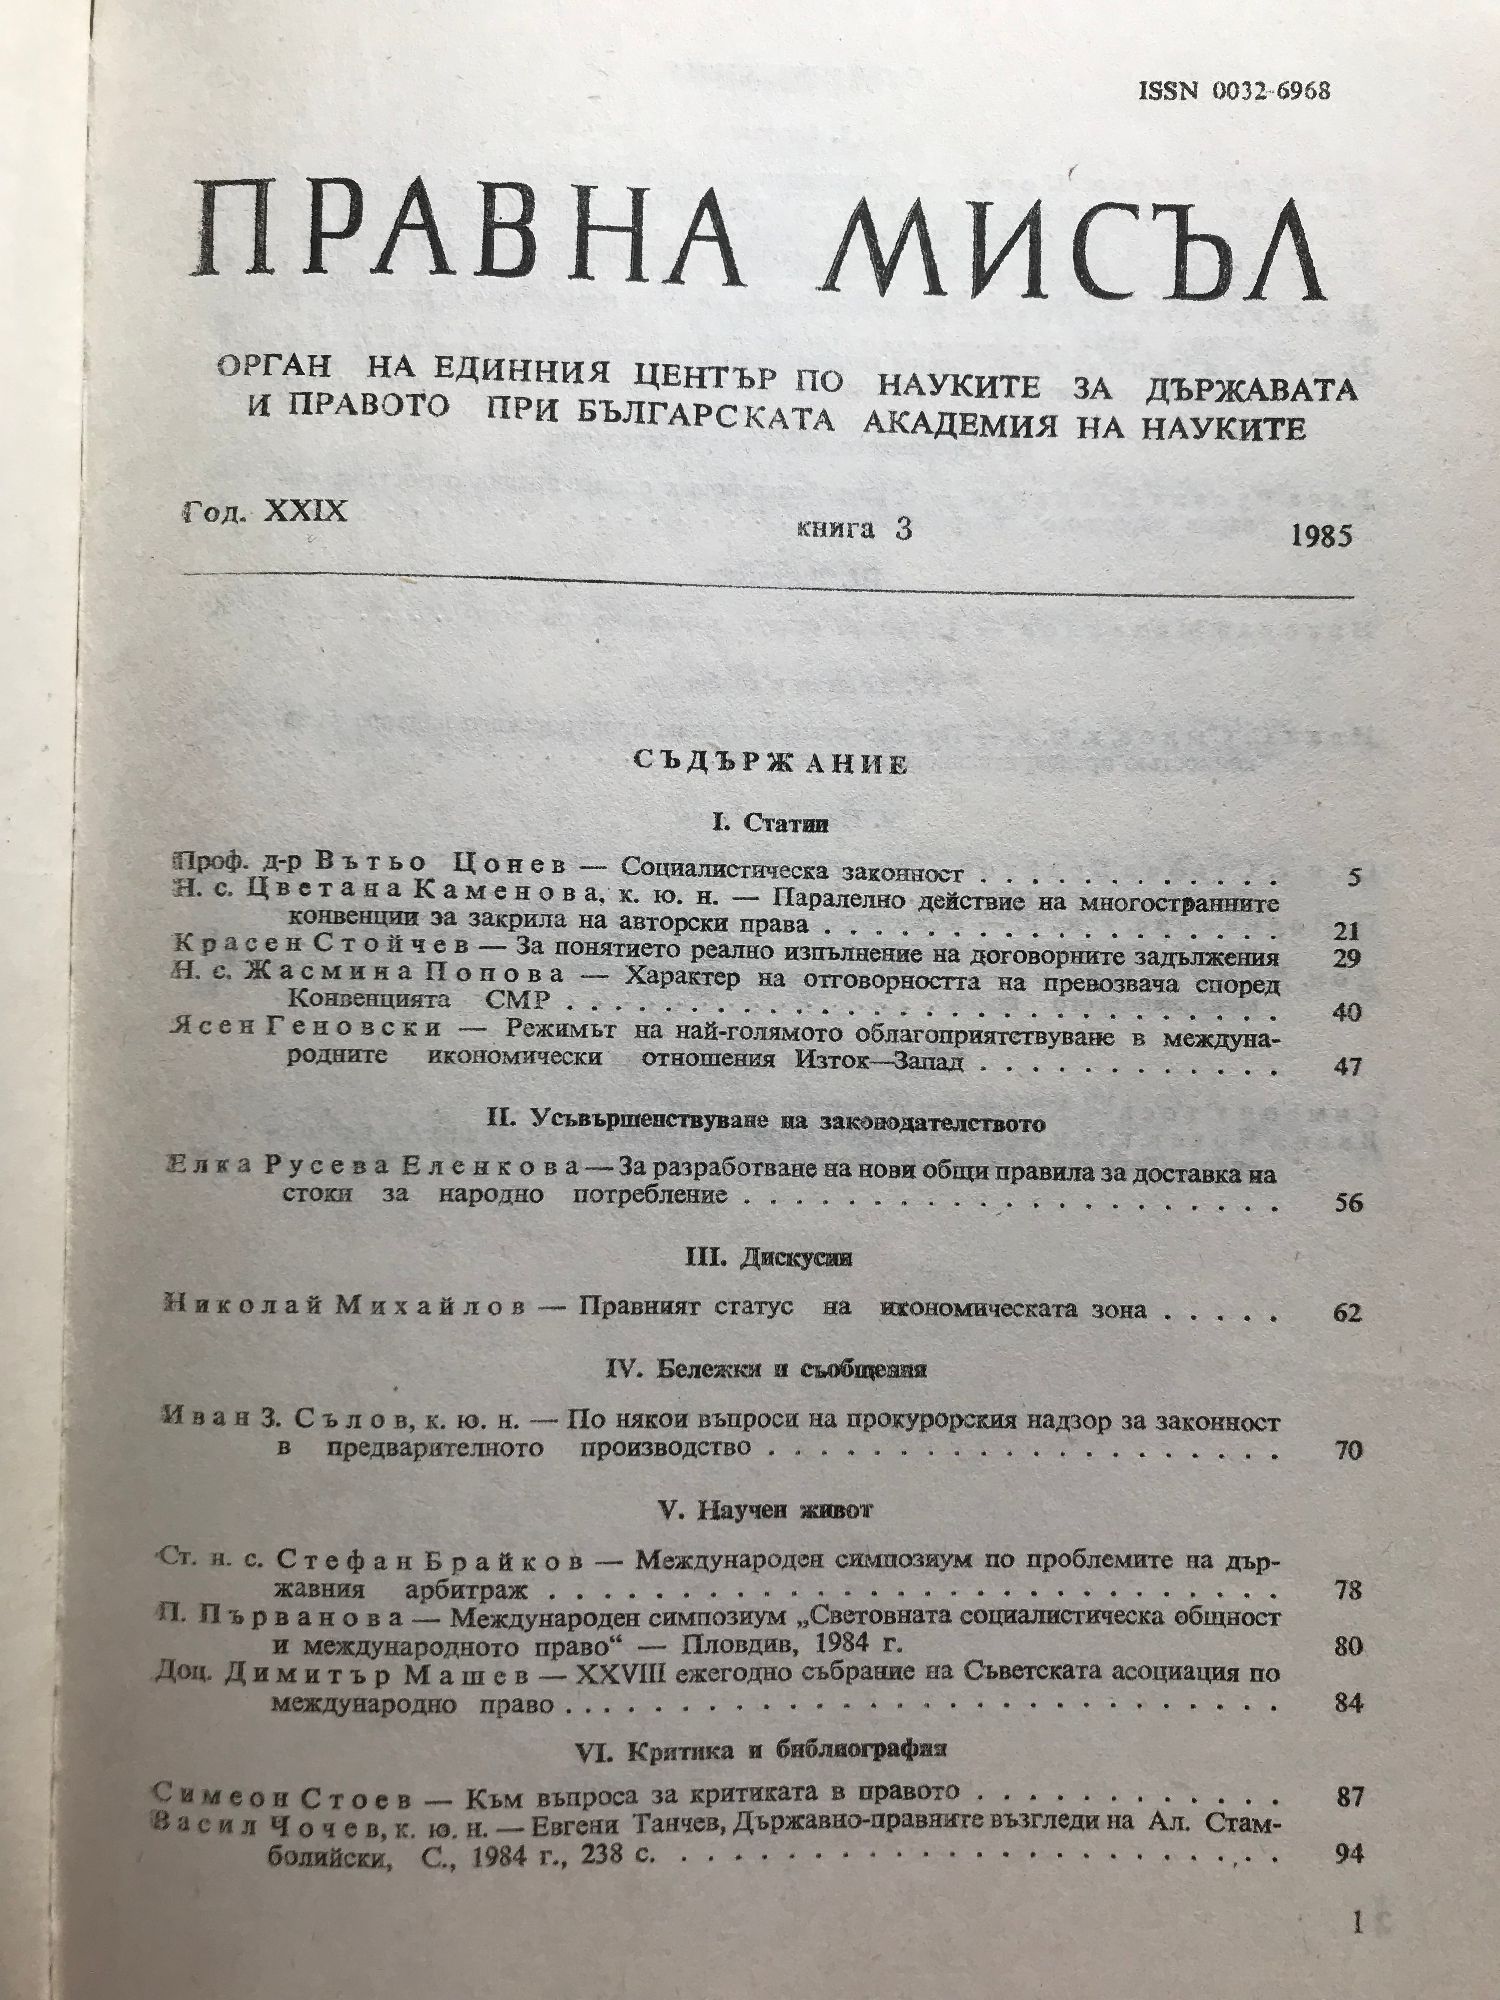 ISSN 0032-6968
ПРАВНА МИСЪЛ
ОРГАН НА ЕДИННИЯ ЦЕНТЪР ПО НАУКИТЕ ЗА ДЪРЖАВАТА
И ПРАВОТО ПРИ БЪЛГАРСКАТА АКАДЕМИЯ НА НАУКИТЕ
Год. XXIX книга 3 1985
СЪДЪРЖАНИЕ
I. Статии
Проф. д-р Вътьо Цонев — Социалистическа законност . . . . . . . . . . . . 5
Н. с. Цветана Каменова, к. ю. н. — Паралелно действие на многостранните
конвенции за закрила на авторски права . . . . . . . . . . . . . . . . . . 21
Красен Стойчев — За понятието реално изпълнение на договорните задължения 29
Н. с. Жасмина Попова — Характер на отговорността на превозвача според
Конвенцията СМР . . . . . . . . . . . . . . . . . . . . . . . . . . . . 40
Ясен Геновски — Режимът на най-голямото облагоприятствуване в междуна-
родните икономически отношения Изток—Запад . . . . . . . . . . . . 47
II. Усъвършенствуване на законодателството
Елка Русева Еленкова — За разработване на нови общи правила за доставка на
стоки за народно потребление . . . . . . . . . . . . . . . . . . . . . 56
III. Дискусии
Николай Михайлов — Правният статус на икономическата зона . . . . . 62
IV. Бележки и съобщения
Иван З. Сълов, к. ю. н. — По някои въпроси на прокурорския надзор за законност
в предварителното производство . . . . . . . . . . . . . . . . . . . . 70
V. Научен живот
Ст. н. с. Стефан Брайков — Международен симпозиум по проблемите на дър-
жавния арбитраж . . . . . . . . . . . . . . . . . . . . . . . . . . . . 78
П. Първанова — Международен симпозиум „Световната социалистическа общност
и международното право“ — Пловдив, 1984 г. 80
Доц. Димитър Машев — XXVIII ежегодно събрание на Съветската асоциация по
международно право . . . . . . . . . . . . . . . . . . . . . . . . . . . 84
VI. Критика и библиография
Симеон Стоев — Към въпроса за критиката в правото . . . . . . . . . . . . 87
Васил Чочев, к. ю. н. — Евгени Танчев, Държавно-правните възгледи на Ал. Стам-
болийски, С., 1984 г., 238 с. . . . . . . . . . . . . . . . . . . . . . . . 94
1